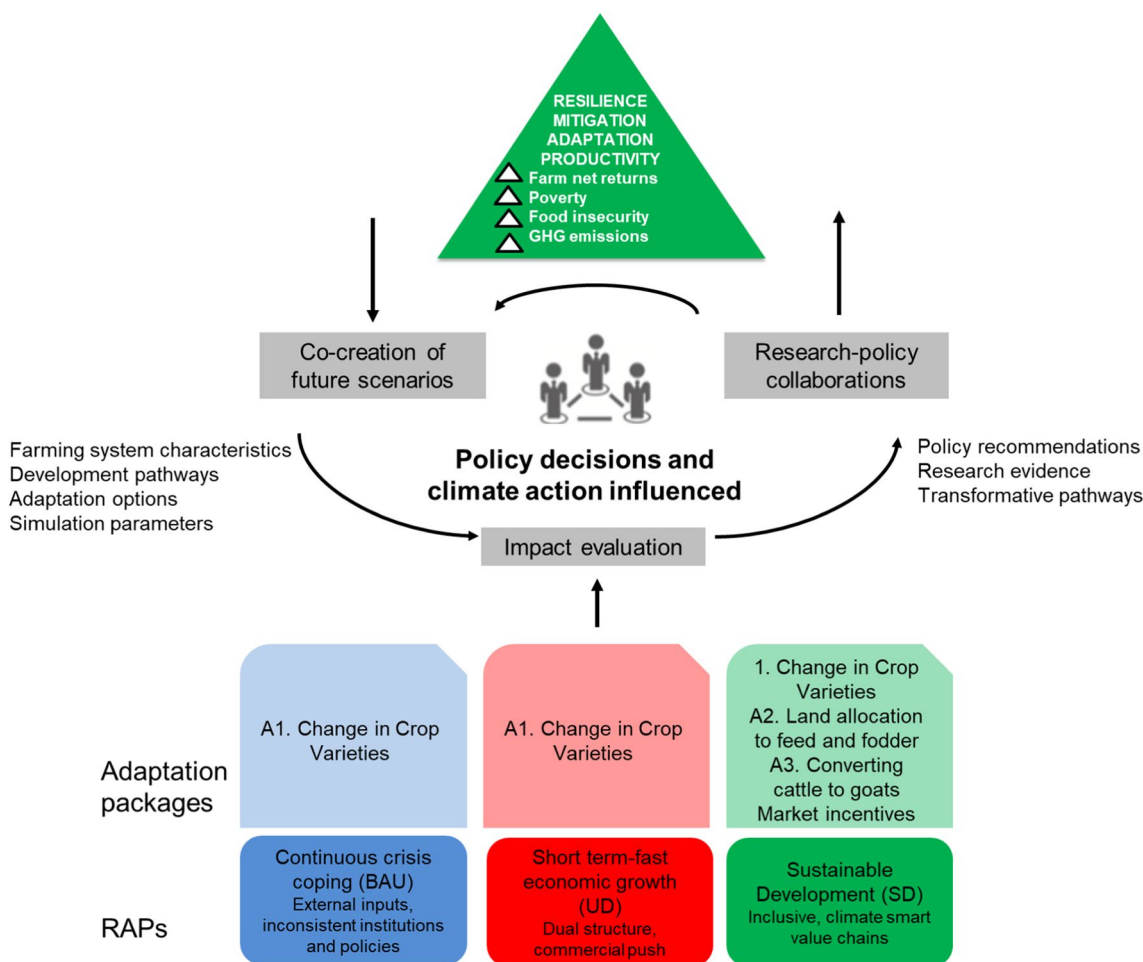 RESILIENCE
MITIGATION
ADAPTATION
PRODUCTIVITY
Farm net returns
Poverty
Food insecurity
GHG emissions
Co-creation of
future scenarios
Research-policy
collaborations
Farming system characteristics
Development pathways
Adaptation options
Simulation parameters
Policy decisions and
climate action influenced
Policy recommendations
Research evidence
Transformative pathways
Impact evaluation
Adaptation
packages
A1. Change in Crop
Varieties
A1. Change in Crop
Varieties
1. Change in Crop
Varieties
A2. Land allocation
to feed and fodder
A3. Converting
cattle to goats
Market incentives
RAPs
Continuous crisis
coping (BAU)
External inputs,
inconsistent institutions
and policies
Short term-fast
economic growth
(UD)
Dual structure,
commercial push
Sustainable
Development (SD)
Inclusive, climate smart
value chains